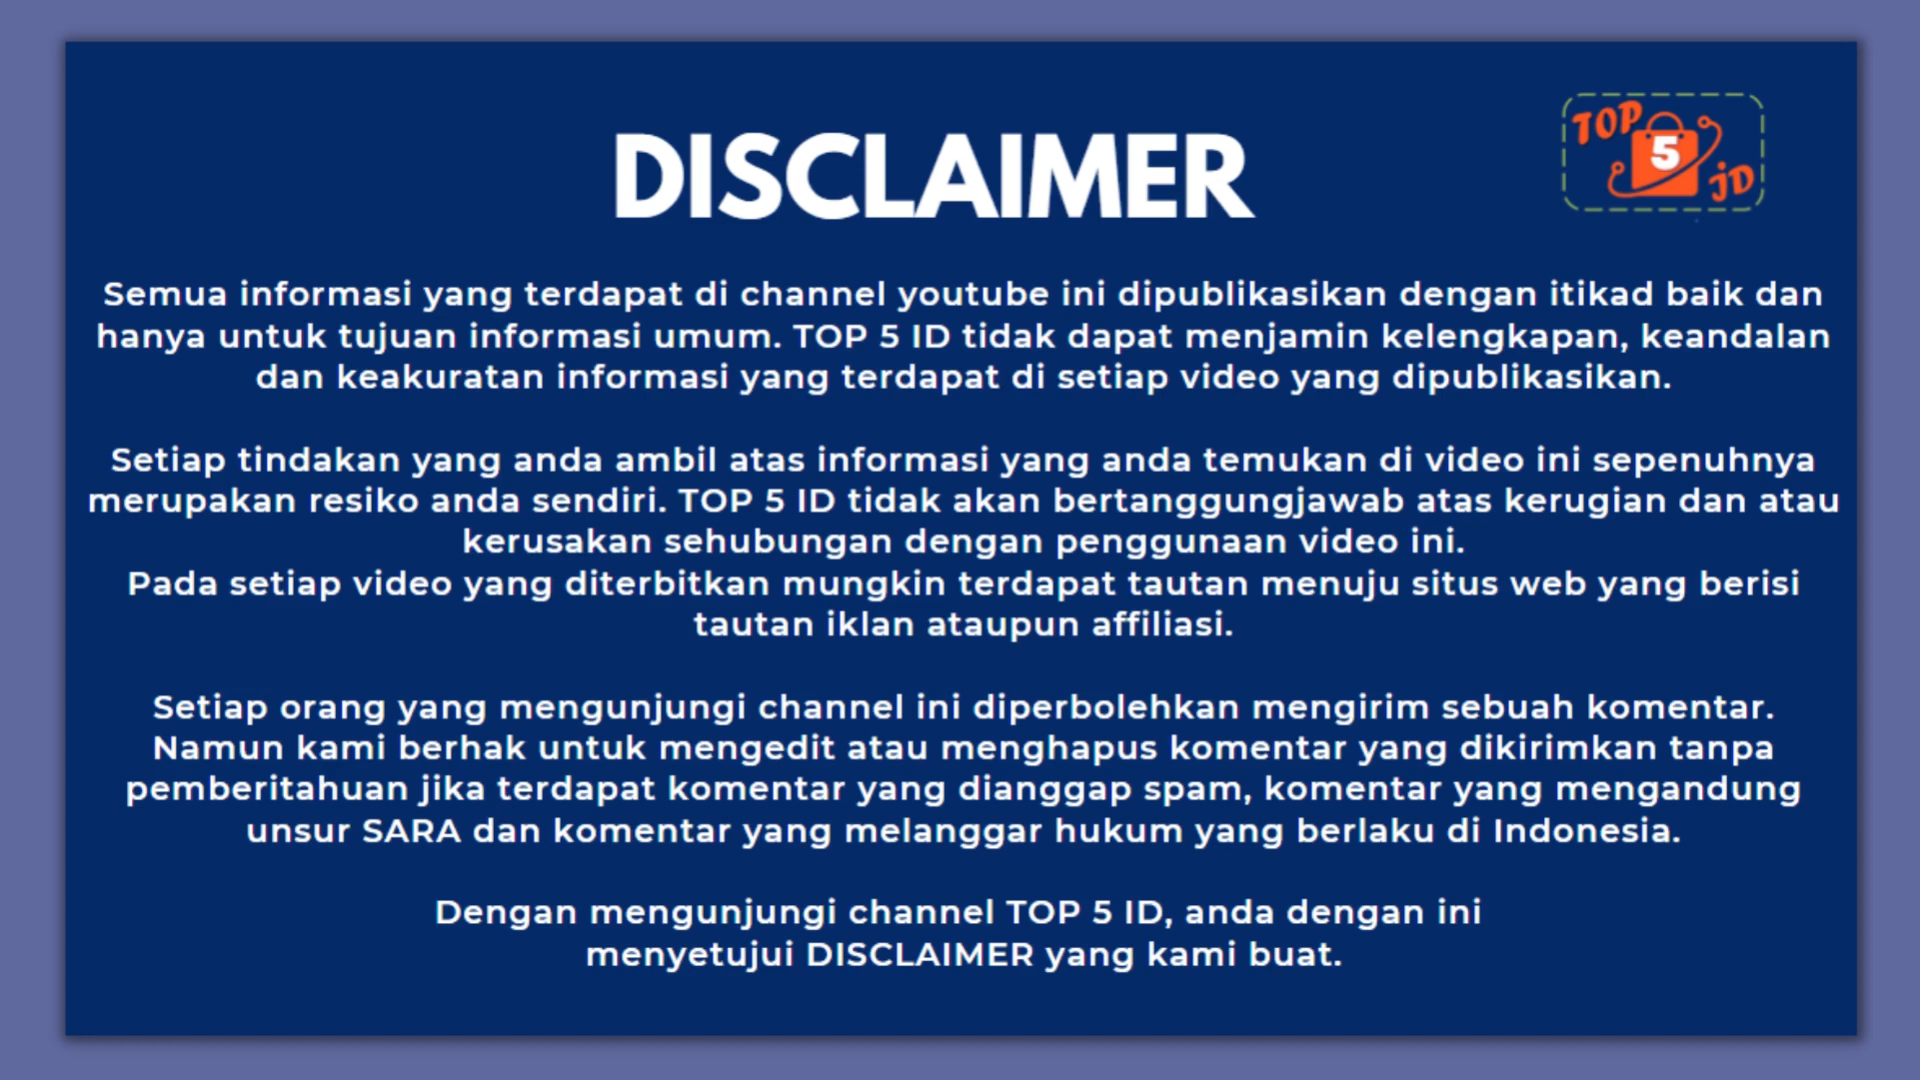 DISCLAIMER
TOP
5
ID
Semua informasi yang terdapat di channel youtube ini dipublikasikan dengan itikad baik dan
hanya untuk tujuan informasi umum. TOP 5 ID tidak dapat menjamin kelengkapan, keandalan
dan keakuratan informasi yang terdapat di setiap video yang dipublikasikan.
Setiap tindakan yang anda ambil atas informasi yang anda temukan di video ini sepenuhnya
merupakan resiko anda sendiri. TOP 5 ID tidak akan bertanggungjawab atas kerugian dan atau
kerusakan sehubungan dengan penggunaan video ini.
Pada setiap video yang diterbitkan mungkin terdapat tautan menuju situs web yang berisi
tautan iklan ataupun affiliasi.
Setiap orang yang mengunjungi channel ini diperbolehkan mengirim sebuah komentar.
Namun kami berhak untuk mengedit atau menghapus komentar yang dikirimkan tanpa
pemberitahuan jika terdapat komentar yang dianggap spam, komentar yang mengandung
unsur SARA dan komentar yang melanggar hukum yang berlaku di Indonesia.
Dengan mengunjungi channel TOP 5 ID, anda dengan ini
menyetujui DISCLAIMER yang kami buat.